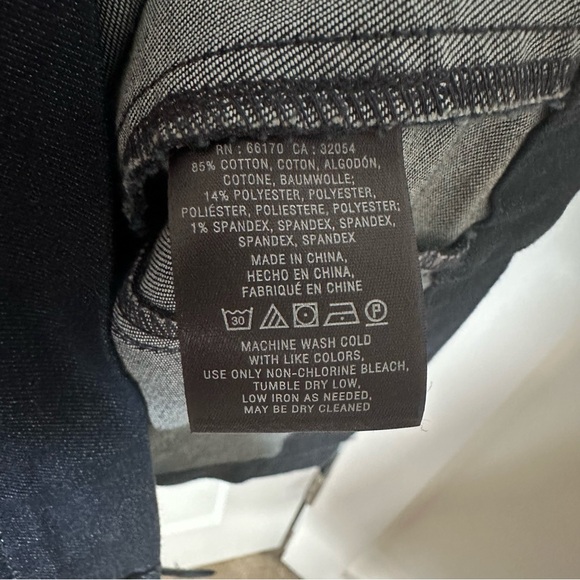 RN : 66170 CA : 32054
85% COTTON, COTON, ALGODÓN,
COTONE, BAUMWOLLE;
14% POLYESTER, POLYESTER,
POLIÉSTER, POLIESTERE, POLYESTER;
1% SPANDEX, SPANDEX, SPANDEX,
SPANDEX, SPANDEX
MADE IN CHINA,
HECHO EN CHINA,
FABRIQUÉ EN CHINE
30 P
MACHINE WASH COLD
WITH LIKE COLORS,
USE ONLY NON-CHLORINE BLEACH,
TUMBLE DRY LOW,
LOW IRON AS NEEDED,
MAY BE DRY CLEANED